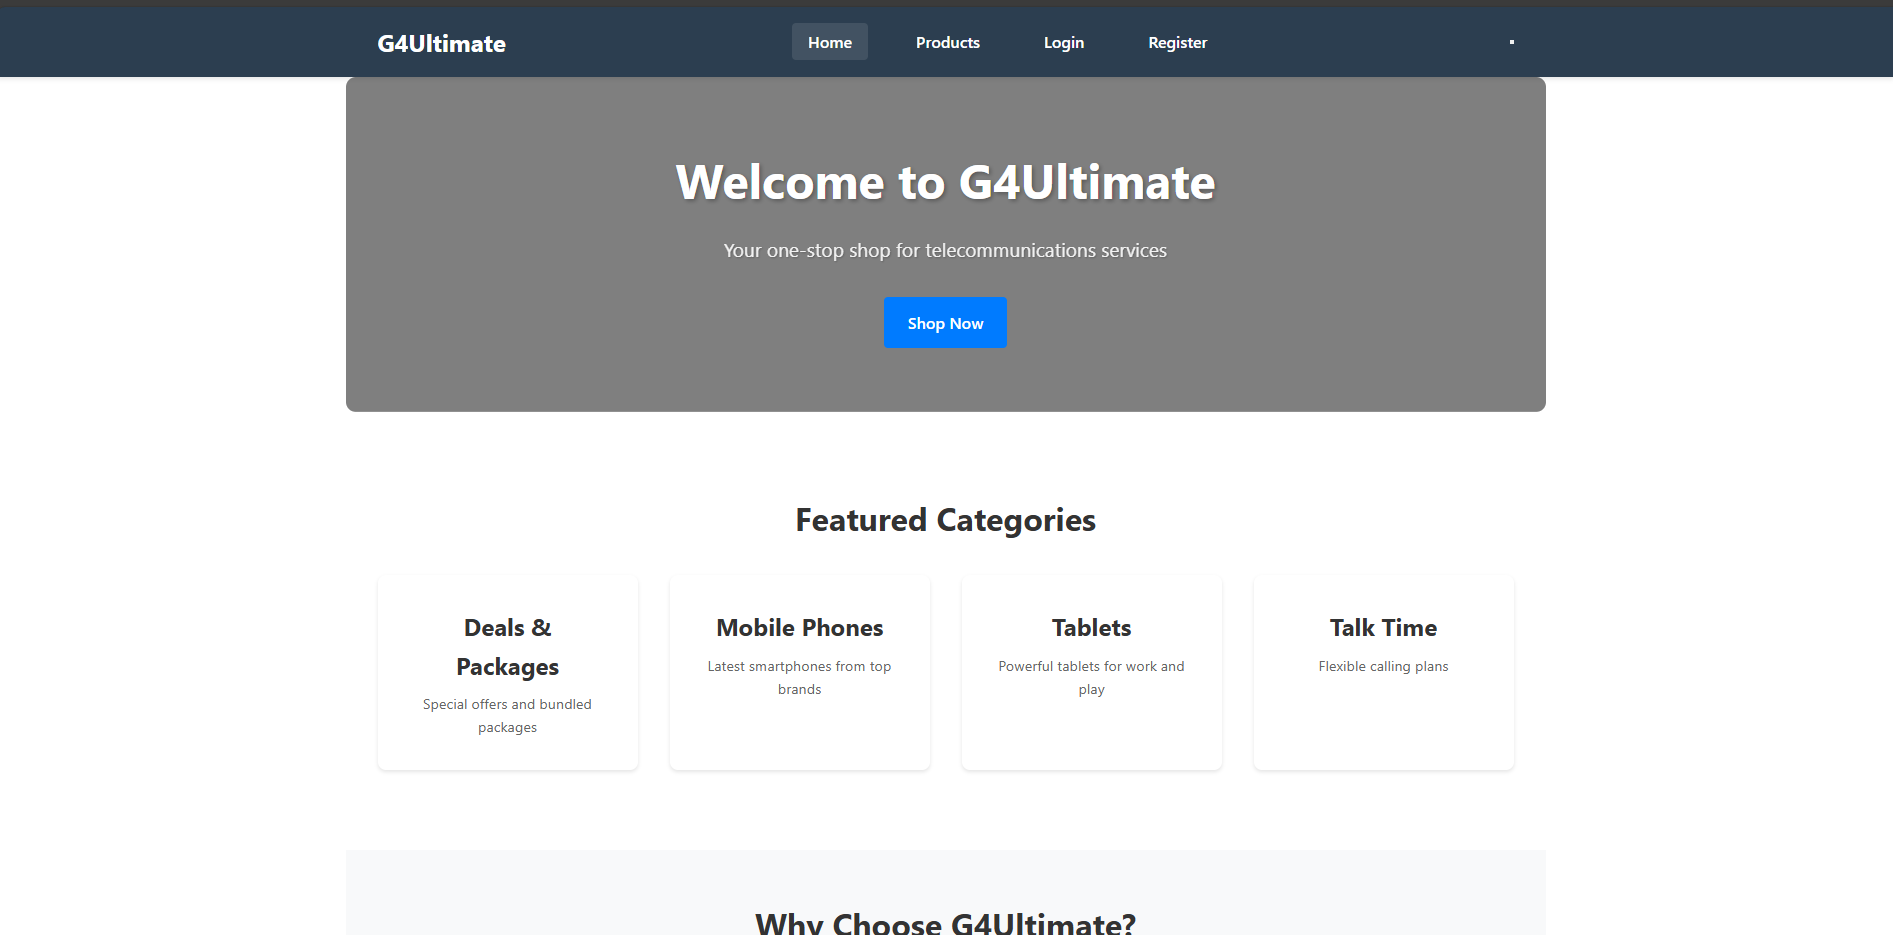 G4Ultimate
Home Products Login Register
Welcome to G4Ultimate
Your one-stop shop for telecommunications services
Shop Now
Featured Categories
Deals &
Packages
Special offers and bundled
packages
Mobile Phones
Latest smartphones from top
brands
Tablets
Powerful tablets for work and
play
Talk Time
Flexible calling plans
Why Choose G4Ultimate?